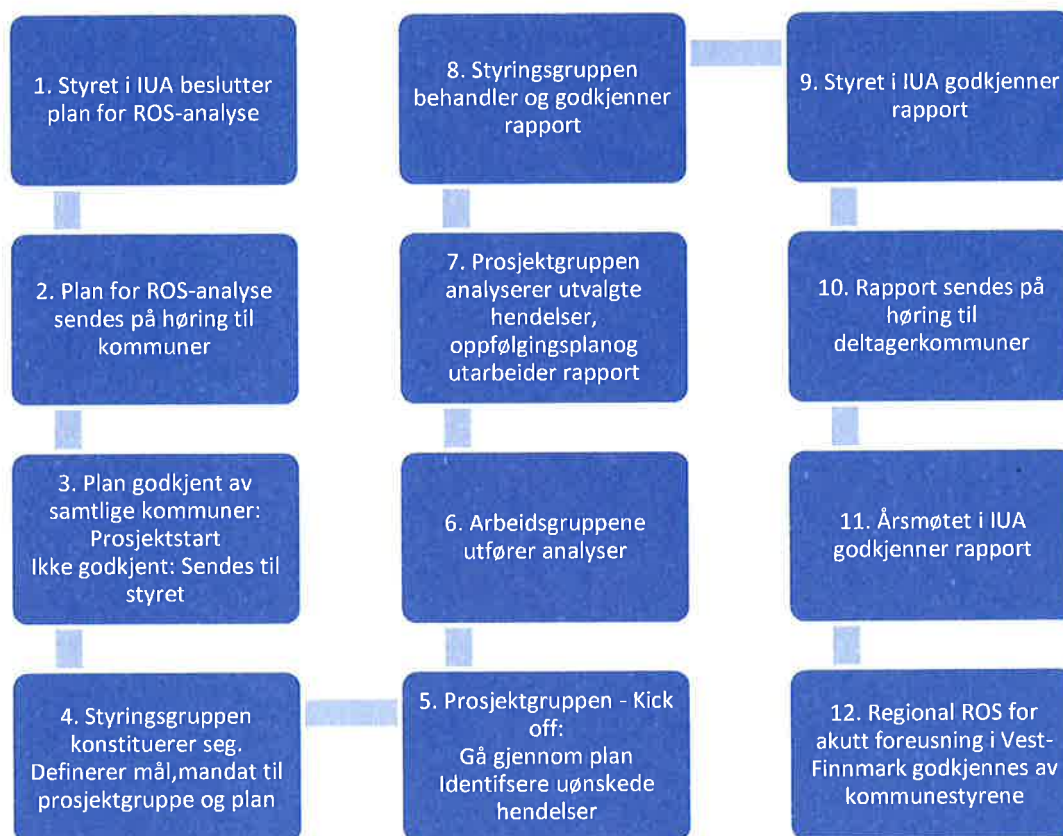 1. Styret i IUA beslutter
plan for ROS-analyse
2. Plan for ROS-analyse
sendes på høring til
kommuner
3. Plan godkjent av
samtlige kommuner:
Prosjektstart
Ikke godkjent: Sendes til
styret
4. Styringsgruppen
konstituerer seg.
Definerer mål,mandat til
prosjektgruppe og plan
5. Prosjektgruppen - Kick
off:
Gå gjennom plan
Identifsere uønskede
hendelser
6. Arbeidsgruppene
utfører analyser
7. Prosjektgruppen
analyserer utvalgte
hendelser,
oppfølgingsplanog
utarbeider rapport
8. Styringsgruppen
behandler og godkjenner
rapport
9. Styret i IUA godkjenner
rapport
10. Rapport sendes på
høring til
deltagerkommuner
11. Årsmøtet i IUA
godkjenner rapport
12. Regional ROS for
akutt foreusning i Vest-
Finnmark godkjennes av
kommunestyrene